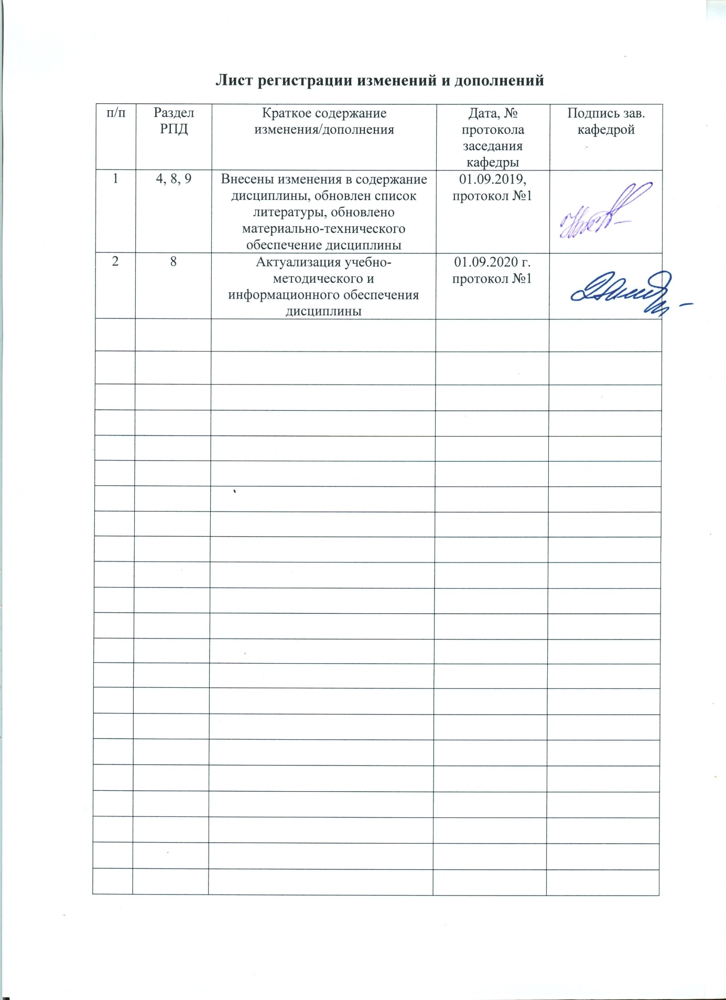 Лист регистрации изменений и дополнений
п/п
Раздел
РПД
Краткое содержание
изменения/дополнения
Дата, №
протокола
заседания
кафедры
Подпись зав.
кафедрой
1
4, 8, 9
Внесены изменения в содержание
дисциплины, обновлен список
литературы, обновлено
материально-технического
обеспечение дисциплины
01.09.2019,
протокол №1
2
8
Актуализация учебно-
методического и
информационного обеспечения
дисциплины
01.09.2020 г.
протокол №1